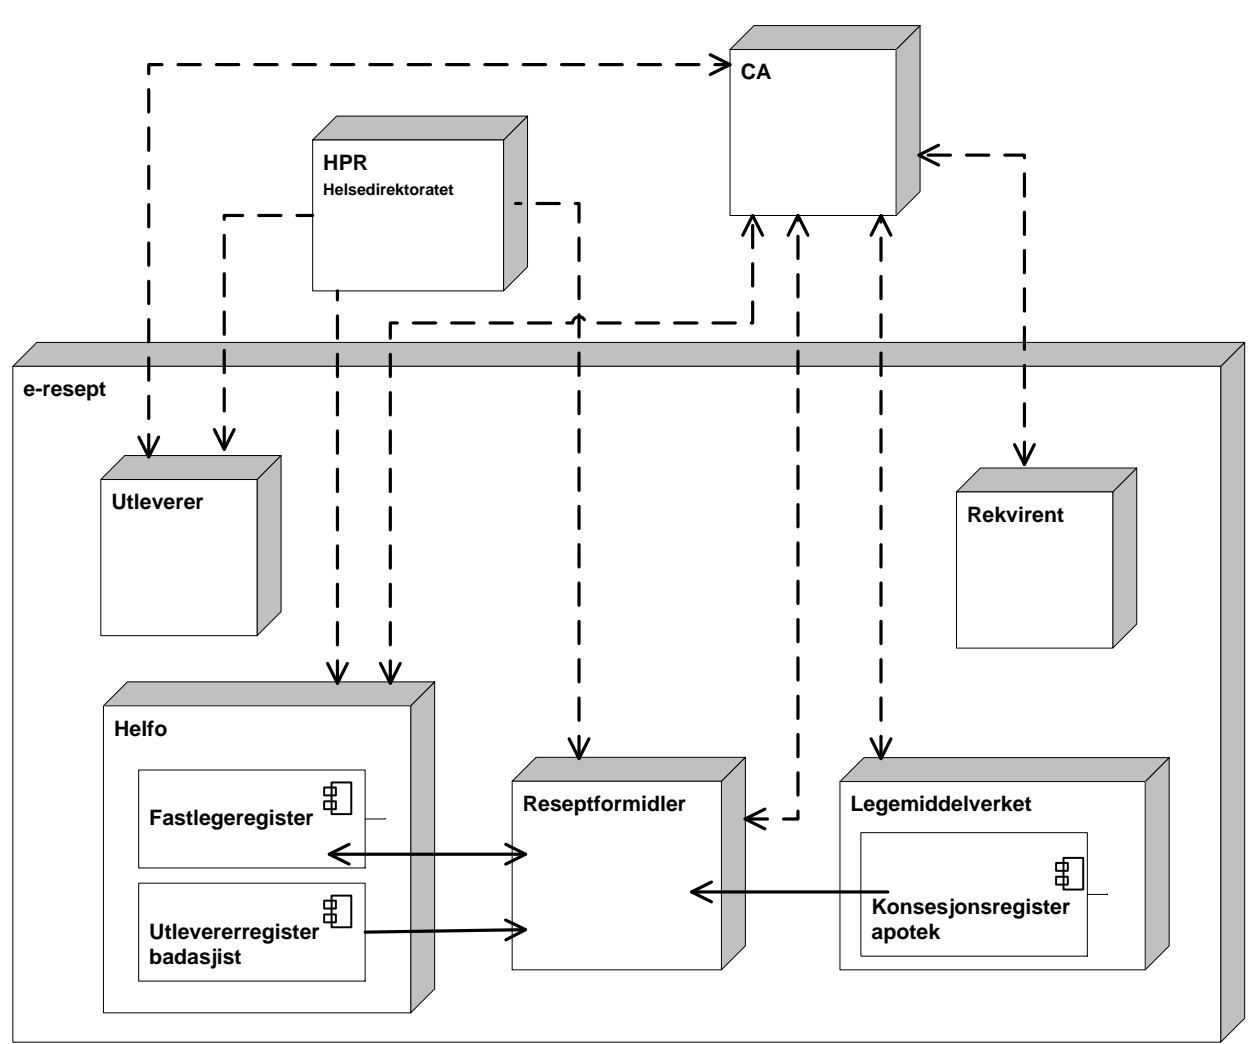 CA
HPR
Helsedirektoratet
e-resept
Utleverer
Rekvirent
Helfo
Fastlegeregister
Utlevererregister
badasjist
Reseptformidler
Legemiddelverket
Konsesjonsregister
apotek